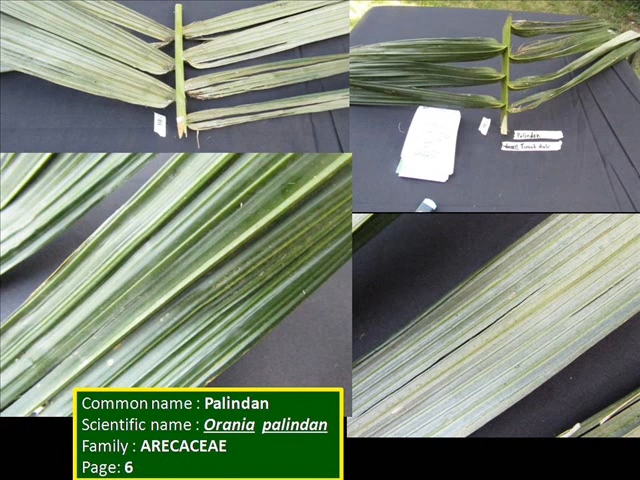 Palindan
Common name : Palindan
Scientific name : Orania palindan
Family : ARECACEAE
Page: 6